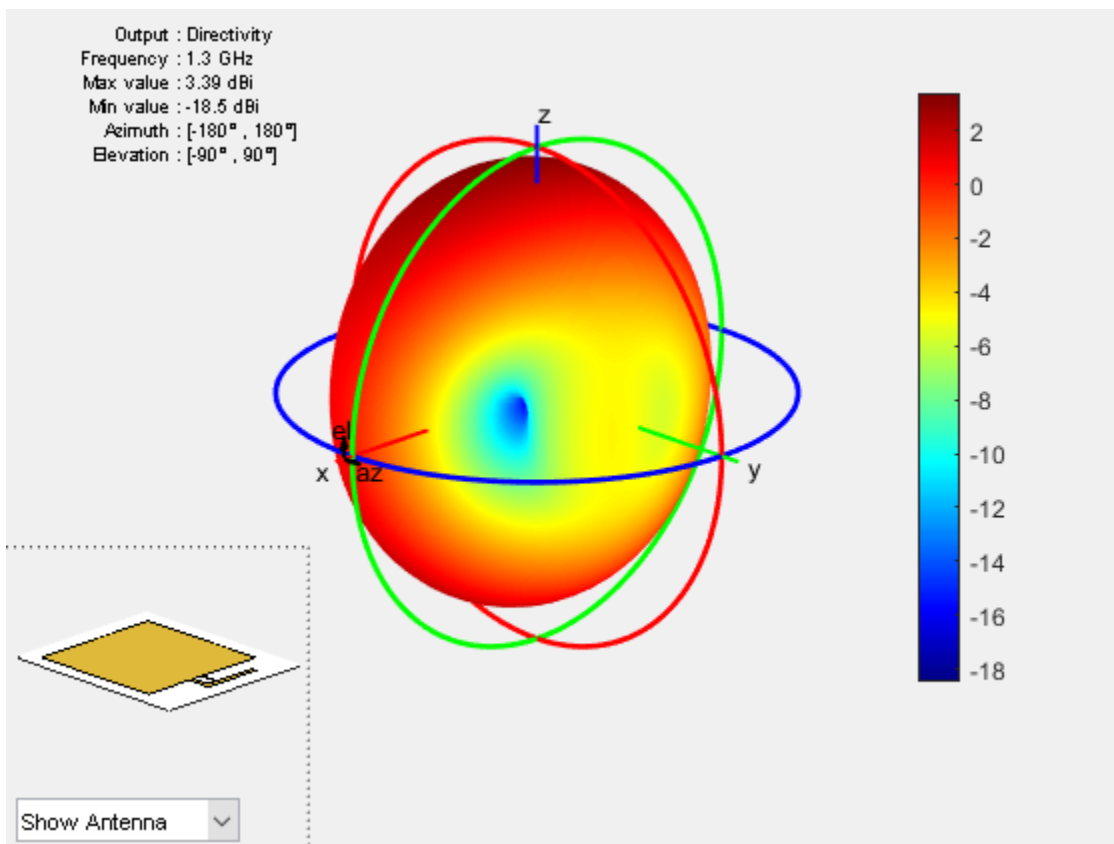 Output : Directivity
Frequency : 1.3 GHz
Max value : 3.39 dBi
Min value : -18.5 dBi
Azimuth : [-180° , 180°]
Elevation : [-90° , 90°]
z
2
0
-2
-4
-6
-8
-10
-12
-14
-16
-18
el
x
az
y
Show Antenna